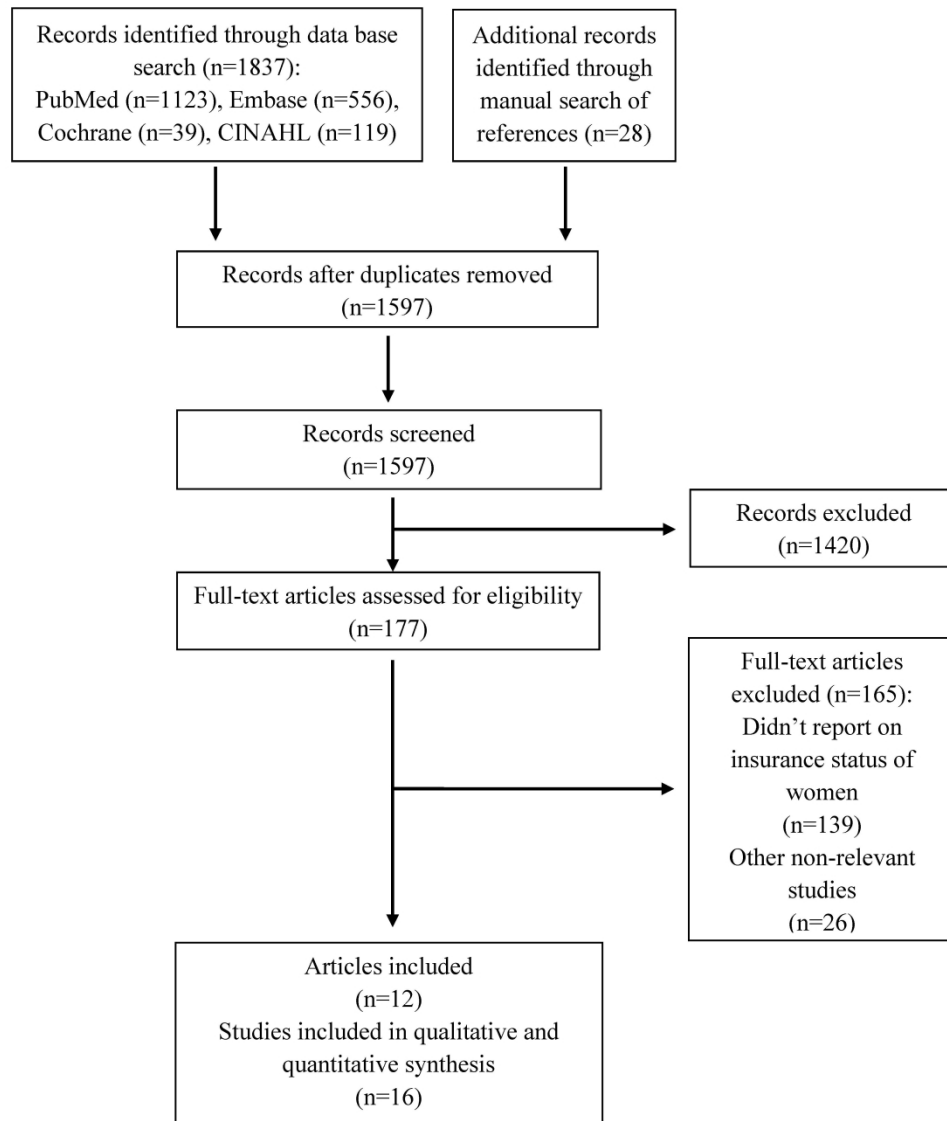 Records identified through data base
search (n=1837):
PubMed (n=1123), Embase (n=556),
Cochrane (n=39), CINAHL (n=119)
Additional records
identified through
manual search of
references (n=28)
Records after duplicates removed
(n=1597)
Records screened
(n=1597)
Records excluded
(n=1420)
Full-text articles assessed for eligibility
(n=177)
Full-text articles
excluded (n=165):
Didn’t report on
insurance status of
women
(n=139)
Other non-relevant
studies
(n=26)
Articles included
(n=12)
Studies included in qualitative and
quantitative synthesis
(n=16)